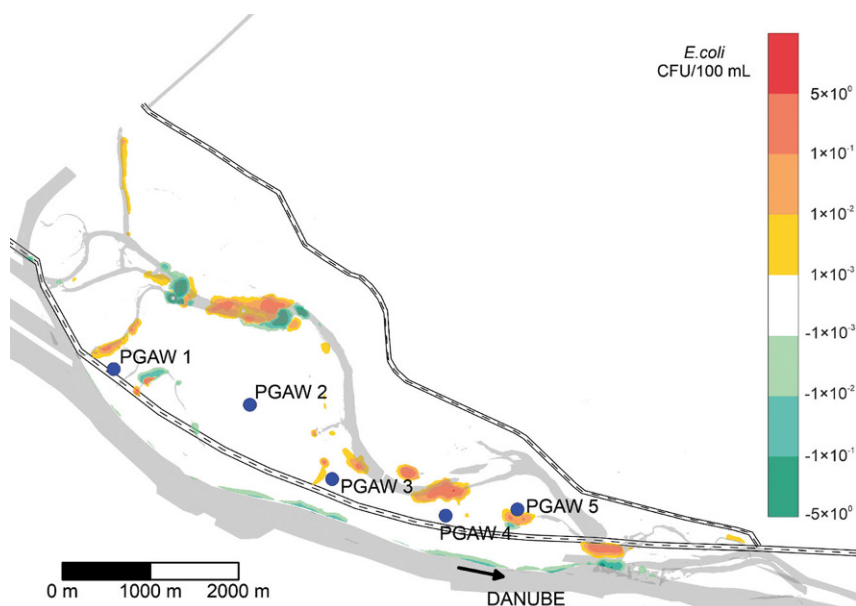 E.coli
CFU/100 mL
5×10⁰
1×10⁻¹
1×10⁻²
1×10⁻³
-1×10⁻³
-1×10⁻²
-1×10⁻¹
-5×10⁰
PGAW 1
PGAW 2
PGAW 3
PGAW 5
PGAW 4
0 m 1000 m 2000 m
DANUBE